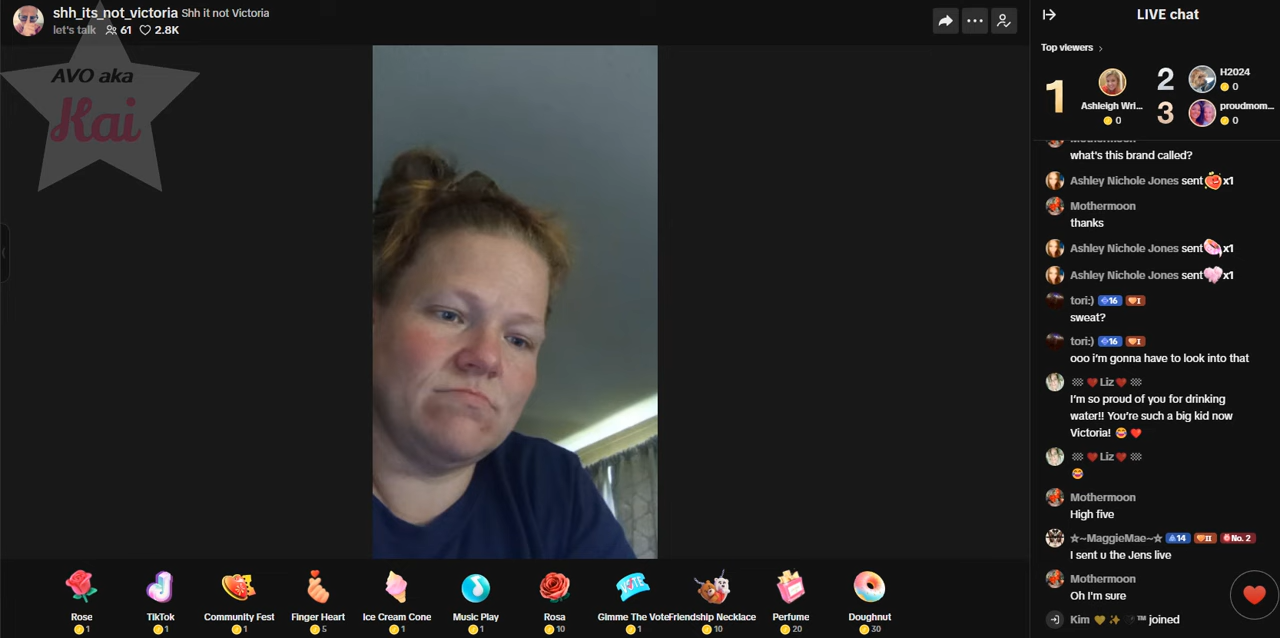 shh_its_not_victoria Shh it not Victoria
let's talk 61 2.8K
AVO aka
Kai
LIVE chat
Top viewers >
1
Ashleigh Wri...
0
2
H2024
0
3
proudmom...
0
Mothermoon
what's this brand called?
Ashley Nichole Jones sent x1
Mothermoon
thanks
Ashley Nichole Jones sent x1
Ashley Nichole Jones sent x1
tori:) 16 I
sweat?
tori:) 16 I
ooo i'm gonna have to look into that
🏁 ❤️Liz❤️ 🏁
I'm so proud of you for drinking
water!! You're such a big kid now
Victoria! 😂 ❤️
🏁 ❤️Liz❤️ 🏁
😂
Mothermoon
High five
☆~MaggieMae~☆ 14 II No. 2
I sent u the Jens live
Mothermoon
Oh I'm sure
Kim ™ joined
Rose
1
TikTok
1
Community Fest
1
Finger Heart
5
Ice Cream Cone
1
Music Play
1
Rosa
10
Gimme The Vote
1
Friendship Necklace
10
Perfume
20
Doughnut
30